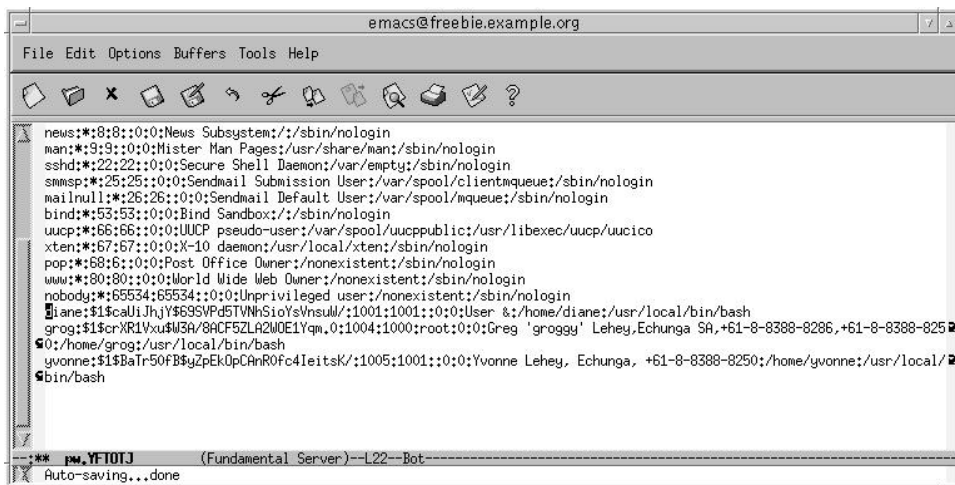 emacs@freebie.example.org
File Edit Options Buffers Tools Help
news:*:8:8::0:0:News Subsystem:/:/sbin/nologin
man:*:9:9::0:0:Mister Man Pages:/usr/share/man:/sbin/nologin
sshd:*:22:22::0:0:Secure Shell Daemon:/var/empty:/sbin/nologin
smmsp:*:25:25::0:0:Sendmail Submission User:/var/spool/clientmqueue:/sbin/nologin
mailnull:*:26:26::0:0:Sendmail Default User:/var/spool/mqueue:/sbin/nologin
bind:*:53:53::0:0:Bind Sandbox:/:/sbin/nologin
uucp:*:66:66::0:0:UUCP pseudo-user:/var/spool/uucppublic:/usr/libexec/uucp/uucico
xten:*:67:67::0:0:X-10 daemon:/usr/local/xten:/sbin/nologin
pop:*:68:6::0:0:Post Office Owner:/nonexistent:/sbin/nologin
www:*:80:80::0:0:World Wide Web Owner:/nonexistent:/sbin/nologin
nobody:*:65534:65534::0:0:Unprivileged user:/nonexistent:/sbin/nologin
diane:$1$caUiJhjY$69SVPd5TVNhSioYsVnsuW/:1001:1001::0:0:User &:/home/diane:/usr/local/bin/bash
grog:$1$crXR1Vxu$W3A/8ACF5ZLA2WOE1Yqm.0:1004:1000:root:0:0:Greg 'groggy' Lehey,Echunga SA,+61-8-8388-8286,+61-8-8388-825
0:/home/grog:/usr/local/bin/bash
yvonne:$1$BaTr50fB$yZpEkOpCAnR0fc4IeitsK/:1005:1001::0:0:Yvonne Lehey, Echunga, +61-8-8388-8250:/home/yvonne:/usr/local/
bin/bash
--:** pw.YFTOTJ (Fundamental Server)--L22--Bot--------------------------------
Auto-saving...done